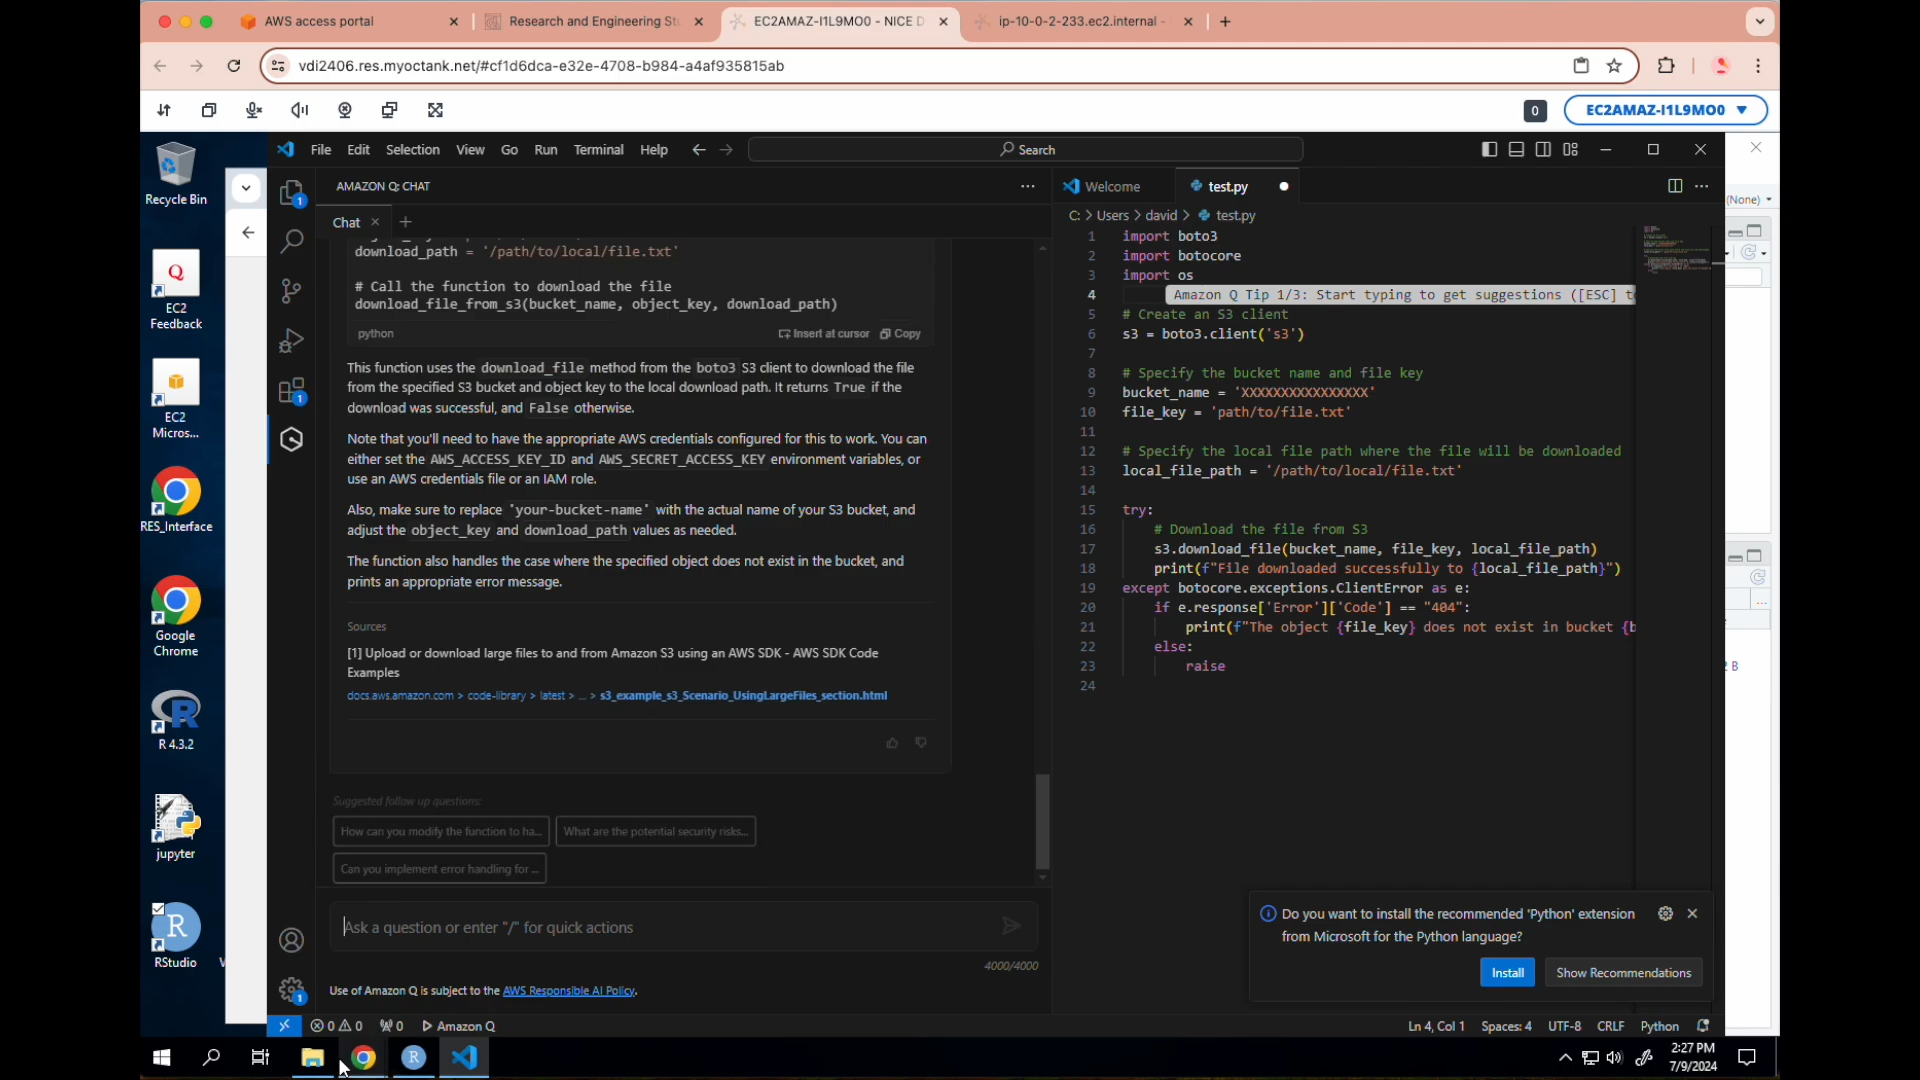 AWS access portal
Research and Engineering St
EC2AMAZ-I1L9MO0 - NICE D
ip-10-0-2-233.ec2.internal -
vdi2406.res.myoctank.net/#cf1d6dca-e32e-4708-b984-a4af935815ab
0
EC2AMAZ-I1L9MO0
File Edit Selection View Go Run Terminal Help
Search
Recycle Bin
EC2
Feedback
EC2
Micros...
RES_Interface
Google
Chrome
R 4.3.2
jupyter
RStudio
AMAZON Q: CHAT
Chat
download_path = '/path/to/local/file.txt'
# Call the function to download the file
download_file_from_s3(bucket_name, object_key, download_path)
python
Insert at cursor
Copy
This function uses the download_file method from the boto3 S3 client to download the file
from the specified S3 bucket and object key to the local download path. It returns True if the
download was successful, and False otherwise.
Note that you'll need to have the appropriate AWS credentials configured for this to work. You can
either set the AWS_ACCESS_KEY_ID and AWS_SECRET_ACCESS_KEY environment variables, or
use an AWS credentials file or an IAM role.
Also, make sure to replace 'your-bucket-name' with the actual name of your S3 bucket, and
adjust the object_key and download_path values as needed.
The function also handles the case where the specified object does not exist in the bucket, and
prints an appropriate error message.
Sources
[1] Upload or download large files to and from Amazon S3 using an AWS SDK - AWS SDK Code
Examples
docs.aws.amazon.com > code-library > latest > ... > s3_example_s3_Scenario_UsingLargeFiles_section.html
Suggested follow up questions:
How can you modify the function to ha...
What are the potential security risks...
Can you implement error handling for ...
Ask a question or enter "/" for quick actions
4000/4000
Use of Amazon Q is subject to the AWS Responsible AI Policy.
Welcome
test.py
C: > Users > david > test.py
1 import boto3
2 import botocore
3 import os
4 Amazon Q Tip 1/3: Start typing to get suggestions ([ESC] t
5 # Create an S3 client
6 s3 = boto3.client('s3')
7
8 # Specify the bucket name and file key
9 bucket_name = 'XXXXXXXXXXXXXXXX'
10 file_key = 'path/to/file.txt'
11
12 # Specify the local file path where the file will be downloaded
13 local_file_path = '/path/to/local/file.txt'
14
15 try:
16 # Download the file from S3
17 s3.download_file(bucket_name, file_key, local_file_path)
18 print(f"File downloaded successfully to {local_file_path}")
19 except botocore.exceptions.ClientError as e:
20 if e.response['Error']['Code'] == "404":
21 print(f"The object {file_key} does not exist in bucket {b
22 else:
23 raise
24
(None)
2 B
Do you want to install the recommended 'Python' extension
from Microsoft for the Python language?
Install
Show Recommendations
0 0 0 Amazon Q
Ln 4, Col 1 Spaces: 4 UTF-8 CRLF Python
2:27 PM
7/9/2024